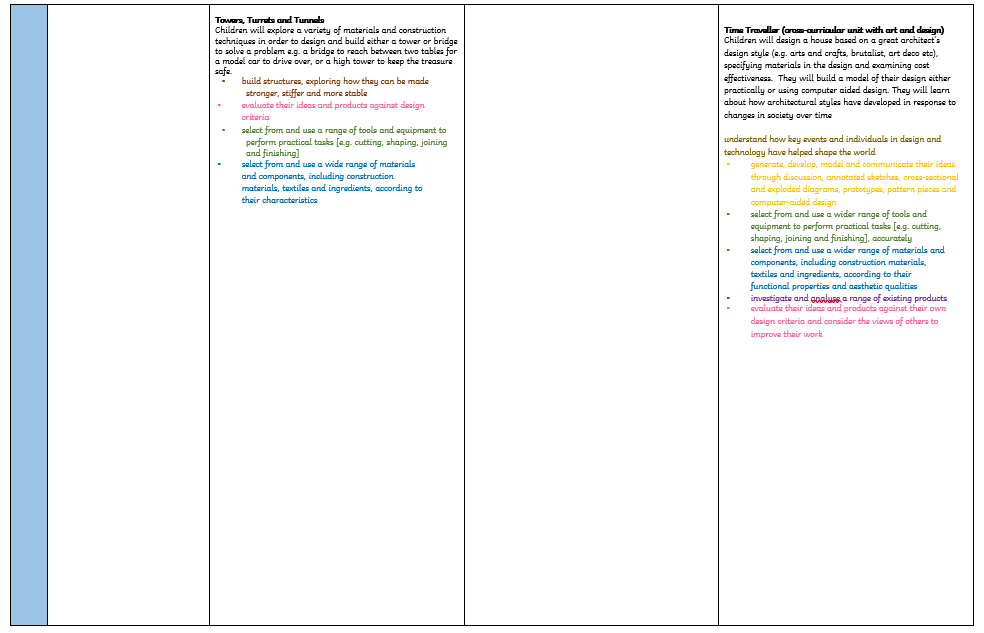 Towers, Turrets and Tunnels
Children will explore a variety of materials and construction
techniques in order to design and build either a tower or bridge
to solve a problem e.g. a bridge to reach between two tables for
a model car to drive over, or a high tower to keep the treasure
safe.
- build structures, exploring how they can be made
stronger, stiffer and more stable
- evaluate their ideas and products against design
criteria
- select from and use a range of tools and equipment to
perform practical tasks [e.g. cutting, shaping, joining
and finishing]
- select from and use a wide range of materials
and components, including construction
materials, textiles and ingredients, according to
their characteristics
Time Traveller (cross-curricular unit with art and design)
Children will design a house based on a great architect's
design style (e.g. arts and crafts, brutalist, art deco etc),
specifying materials in the design and examining cost
effectiveness. They will build a model of their design either
practically or using computer aided design. They will learn
about how architectural styles have developed in response to
changes in society over time
understand how key events and individuals in design and
technology have helped shape the world
- generate, develop, model and communicate their ideas
through discussion, annotated sketches, cross-sectional
and exploded diagrams, prototypes, pattern pieces and
computer-aided design
- select from and use a wider range of tools and
equipment to perform practical tasks [e.g. cutting,
shaping, joining and finishing], accurately
- select from and use a wider range of materials and
components, including construction materials,
textiles and ingredients, according to their
functional properties and aesthetic qualities
- investigate and analyse a range of existing products
- evaluate their ideas and products against their own
design criteria and consider the views of others to
improve their work